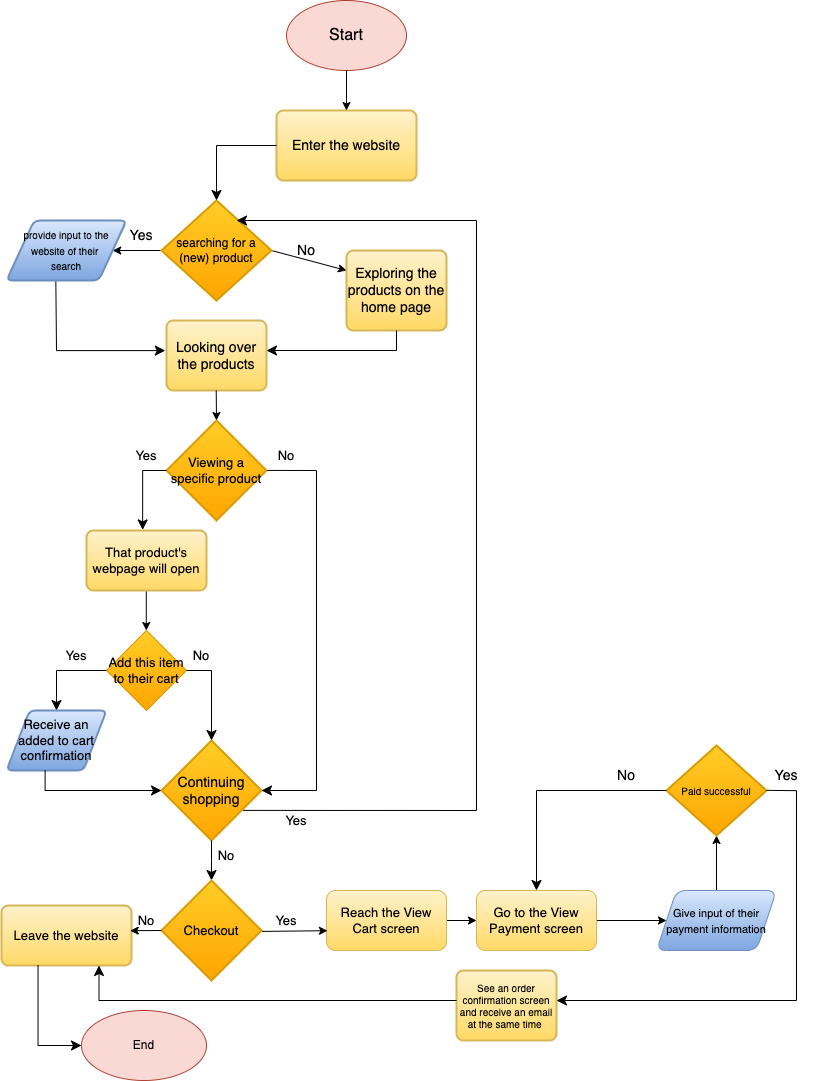 Start
Enter the website
provide input to the
website of their
search
Yes
searching for a
(new) product
No
Exploring the
products on the
home page
Looking over
the products
Yes
Viewing a
specific product
No
That product's
webpage will open
Yes
Add this item
to their cart
No
Receive an
added to cart
confirmation
Continuing
shopping
Yes
No
No
Paid successful
Yes
Leave the website
No
Checkout
Yes
Reach the View
Cart screen
Go to the View
Payment screen
Give input of their
payment information
See an order
confirmation screen
and receive an email
at the same time
End